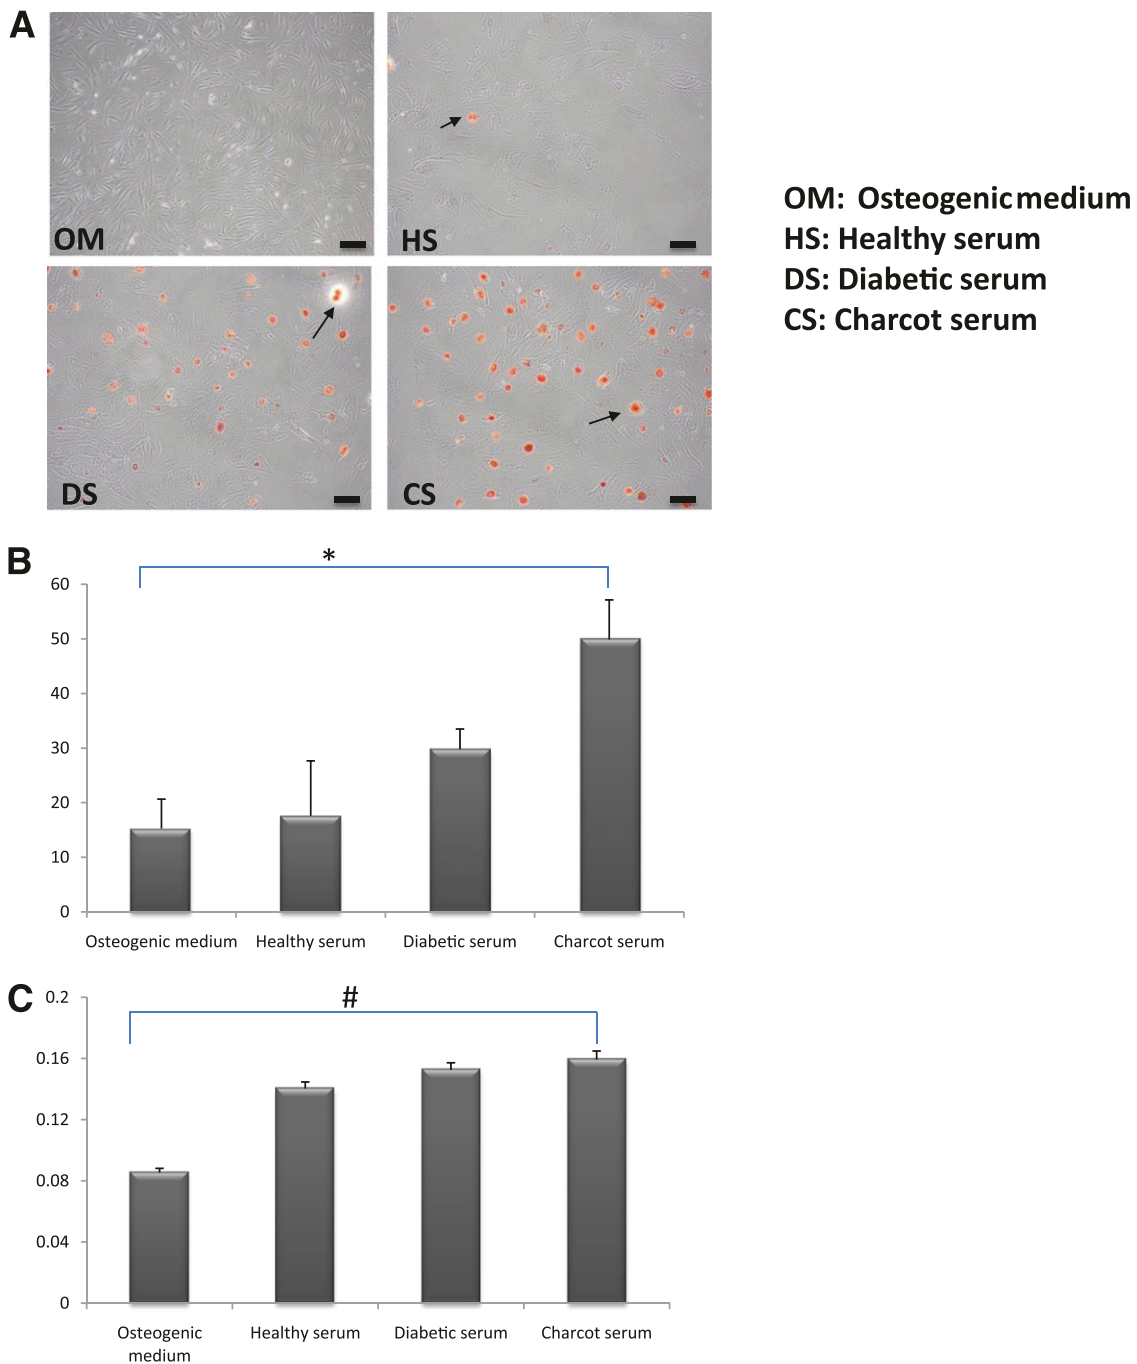 A
OM
HS
DS
CS
OM: Osteogenic medium
HS: Healthy serum
DS: Diabetic serum
CS: Charcot serum
B
*
60
50
40
30
20
10
0
Osteogenic medium Healthy serum Diabetic serum Charcot serum
C
#
0.2
0.16
0.12
0.08
0.04
0
Osteogenic
medium
Healthy serum
Diabetic serum
Charcot serum